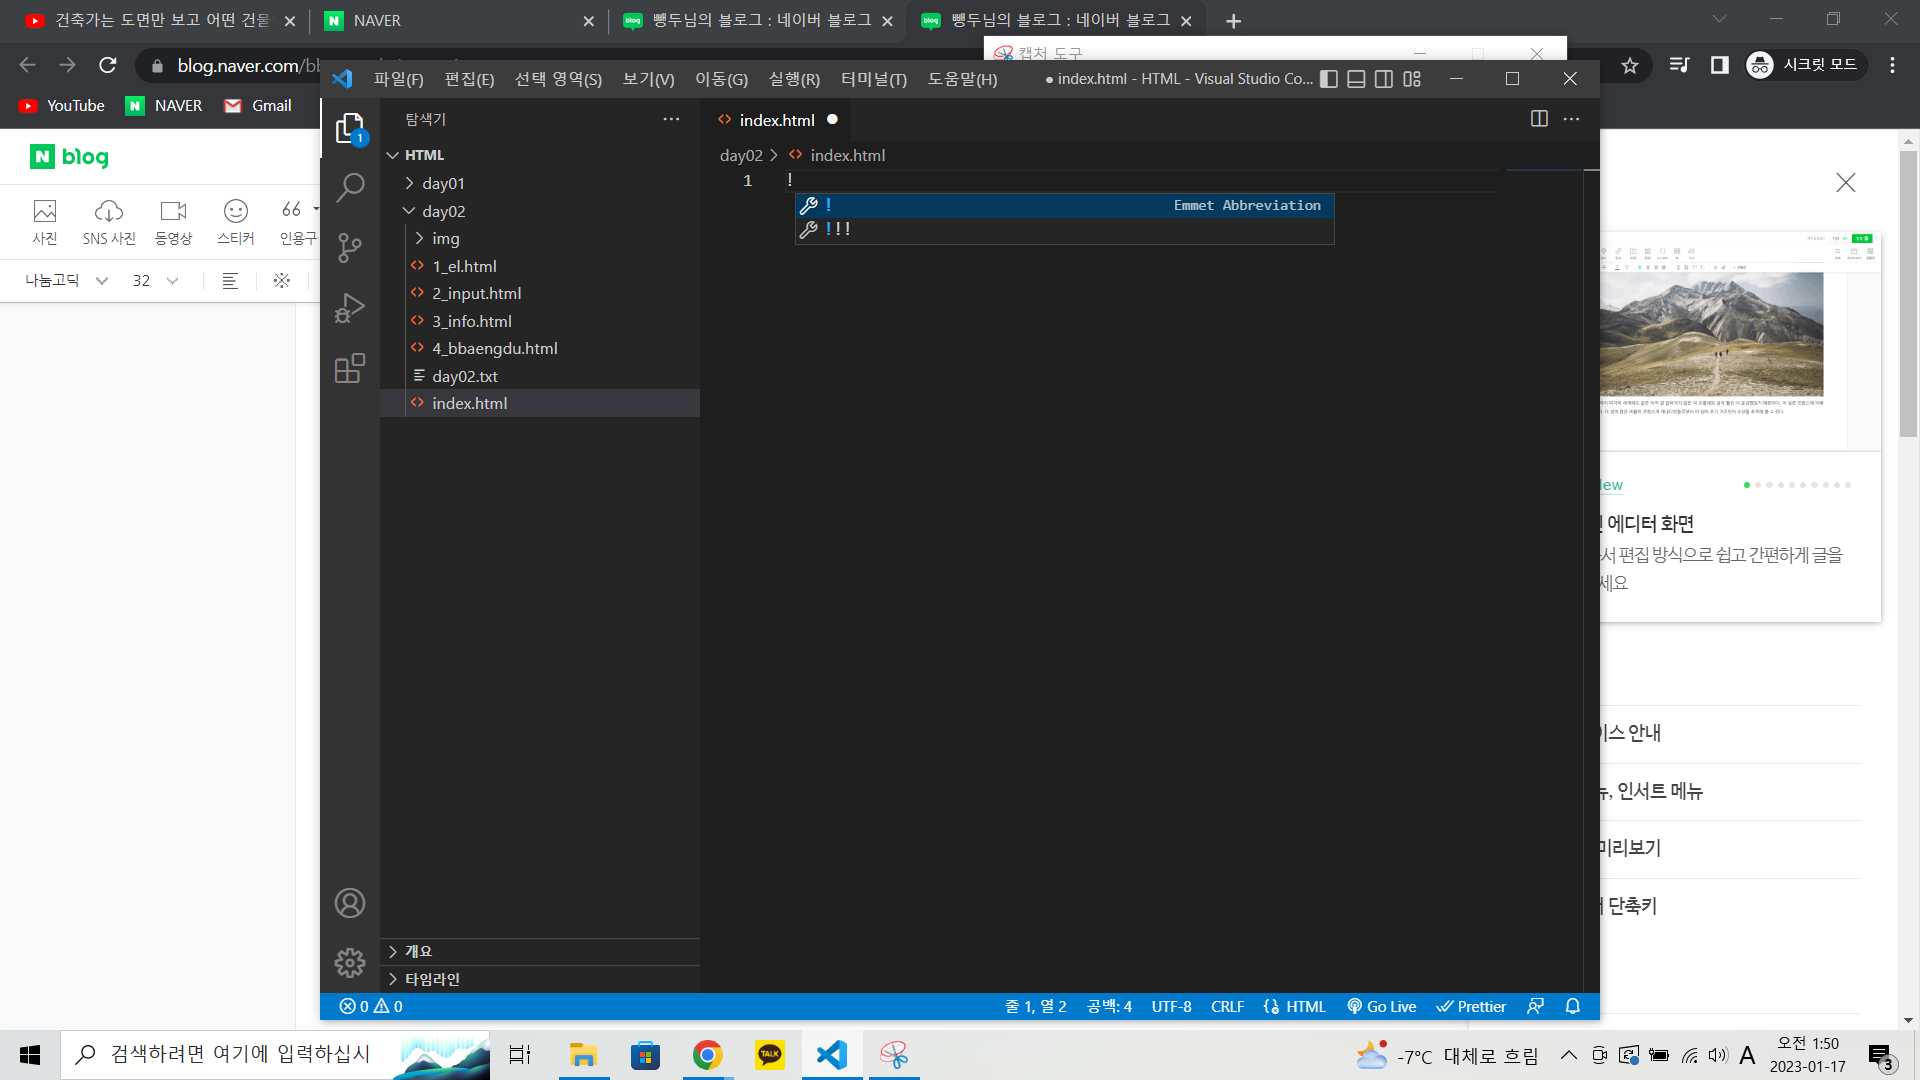 건축가는 도면만 보고 어떤 건물
NAVER
뺑두님의 블로그 : 네이버 블로그
뺑두님의 블로그 : 네이버 블로그
캡처 도구
blog.naver.com/bb
시크릿 모드
YouTube
NAVER
Gmail
파일(F) 편집(E) 선택 영역(S) 보기(V) 이동(G) 실행(R) 터미널(T) 도움말(H)
● index.html - HTML - Visual Studio Co...
N blog
사진
SNS 사진
동영상
스티커
인용구
나눔고딕
32
탐색기
1
HTML
day01
day02
img
1_el.html
2_input.html
3_info.html
4_bbaengdu.html
day02.txt
index.html
개요
타임라인
index.html
day02 > index.html
1 !
! Emmet Abbreviation
!!!
에디터 화면
편집 방식으로 쉽고 간편하게 글을
세요
안내
인서트 메뉴
미리보기
단축키
0 0
줄 1, 열 2
공백: 4
UTF-8
CRLF
HTML
Go Live
Prettier
검색하려면 여기에 입력하십시
TALK
-7°C 대체로 흐림
A
오전 1:50
2023-01-17
3